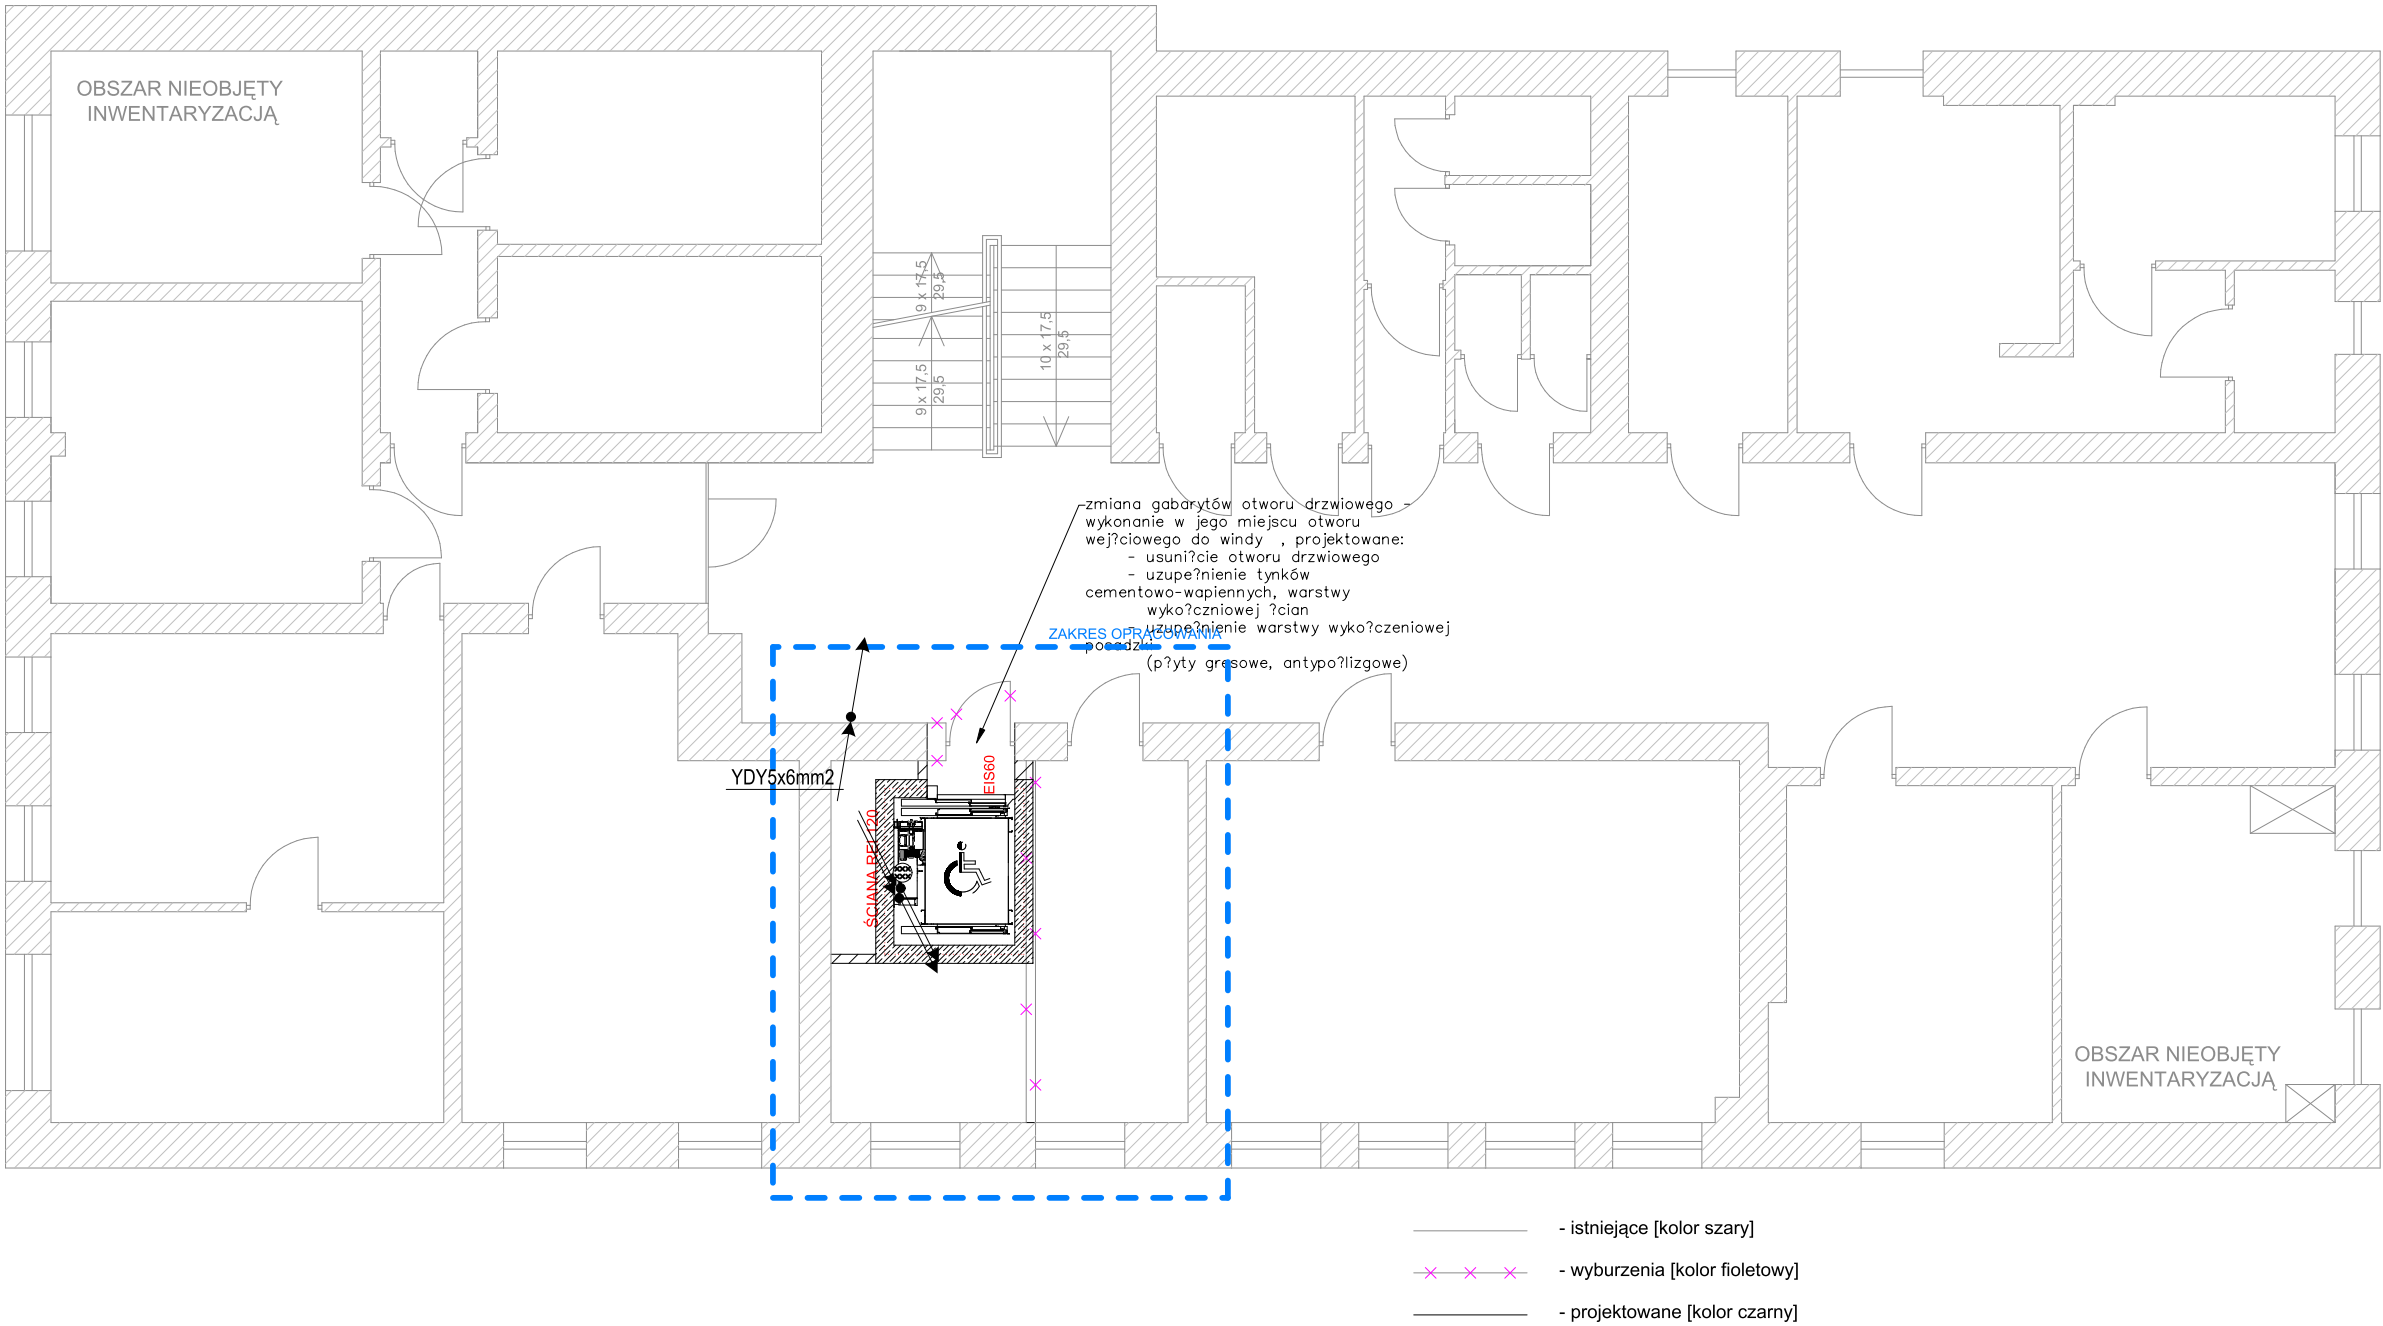 OBSZAR NIEOBJĘTY
INWENTARYZACJĄ
9 x 17,5
29,5
9 x 17,5
29,5
10 x 17,5
29,5
zmiana gabarytów otworu drzwiowego -
wykonanie w jego miejscu otworu
wej?ciowego do windy , projektowane:
- usuni?cie otworu drzwiowego
- uzupe?nienie tynków
cementowo-wapiennych, warstwy
wyko?czniowej ?cian
- uzupe?nienie warstwy wyko?czeniowej
posadzki
(p?yty gresowe, antypo?lizgowe)
ZAKRES OPRACOWANIA
YDY5x6mm2
EIS60
ŚCIANA REI 120
OBSZAR NIEOBJĘTY
INWENTARYZACJĄ
- istniejące [kolor szary]
- wyburzenia [kolor fioletowy]
- projektowane [kolor czarny]